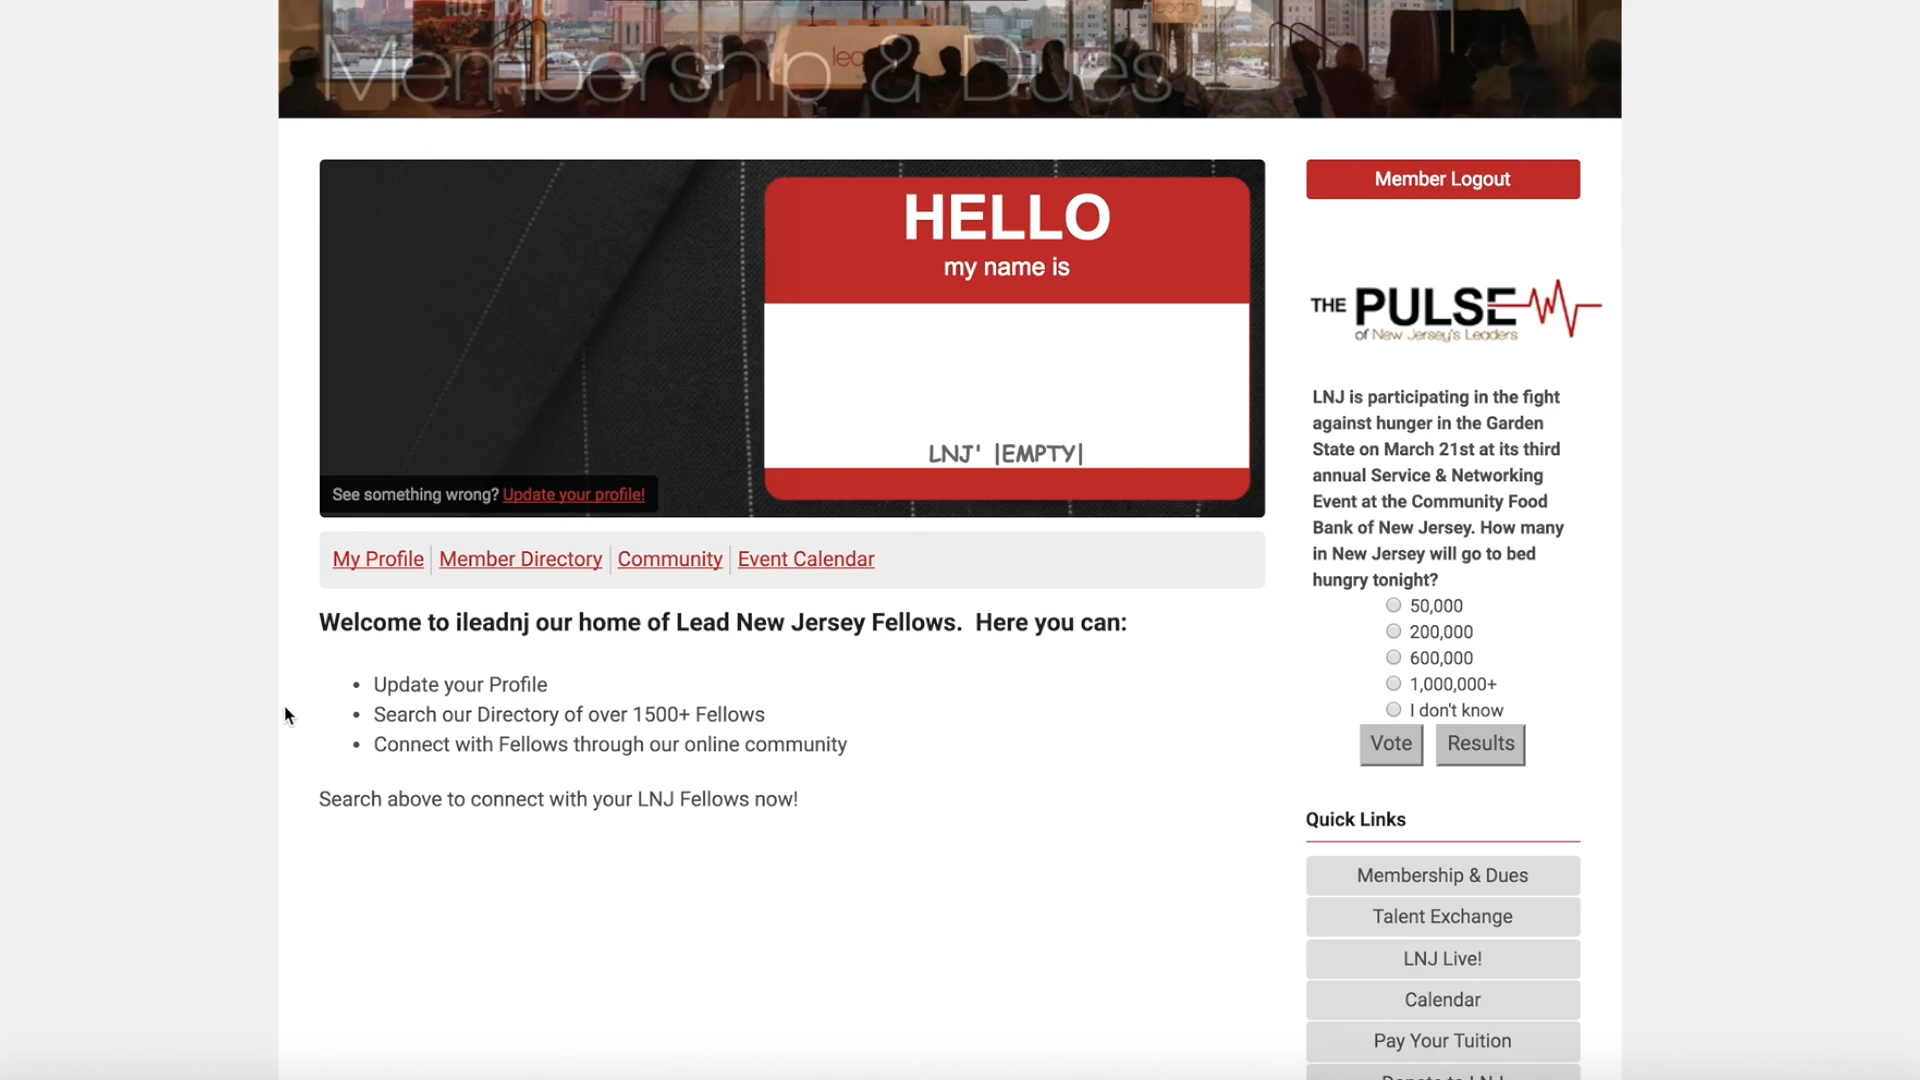 Membership & Dues
HELLO
my name is
LNJ' |EMPTY|
See something wrong? Update your profile!
My Profile
Member Directory
Community
Event Calendar
Welcome to ileadnj our home of Lead New Jersey Fellows. Here you can:
• Update your Profile
• Search our Directory of over 1500+ Fellows
• Connect with Fellows through our online community
Search above to connect with your LNJ Fellows now!
Member Logout
THE PULSE
of New Jersey's Leaders
LNJ is participating in the fight
against hunger in the Garden
State on March 21st at its third
annual Service & Networking
Event at the Community Food
Bank of New Jersey. How many
in New Jersey will go to bed
hungry tonight?
50,000
200,000
600,000
1,000,000+
I don't know
Vote
Results
Quick Links
Membership & Dues
Talent Exchange
LNJ Live!
Calendar
Pay Your Tuition
Donate to LNJ